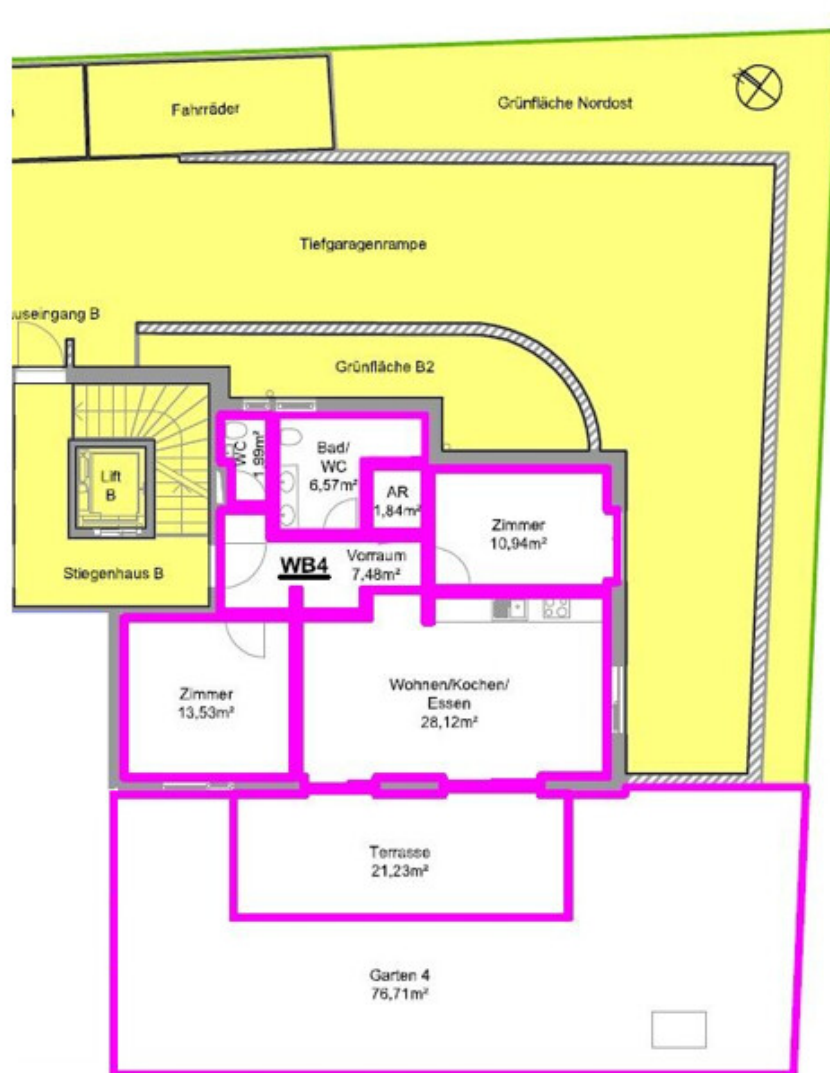 Fahrräder
Grünfläche Nordost
Tiefgaragenrampe
useingang B
Grünfläche B2
WC
1,99m²
Bad/
WC
6,57m²
AR
1,84m²
Lift
B
Zimmer
10,94m²
Stiegenhaus B
WB4
Vorraum
7,48m²
Zimmer
13,53m²
Wohnen/Kochen/
Essen
28,12m²
Terrasse
21,23m²
Garten 4
76,71m²